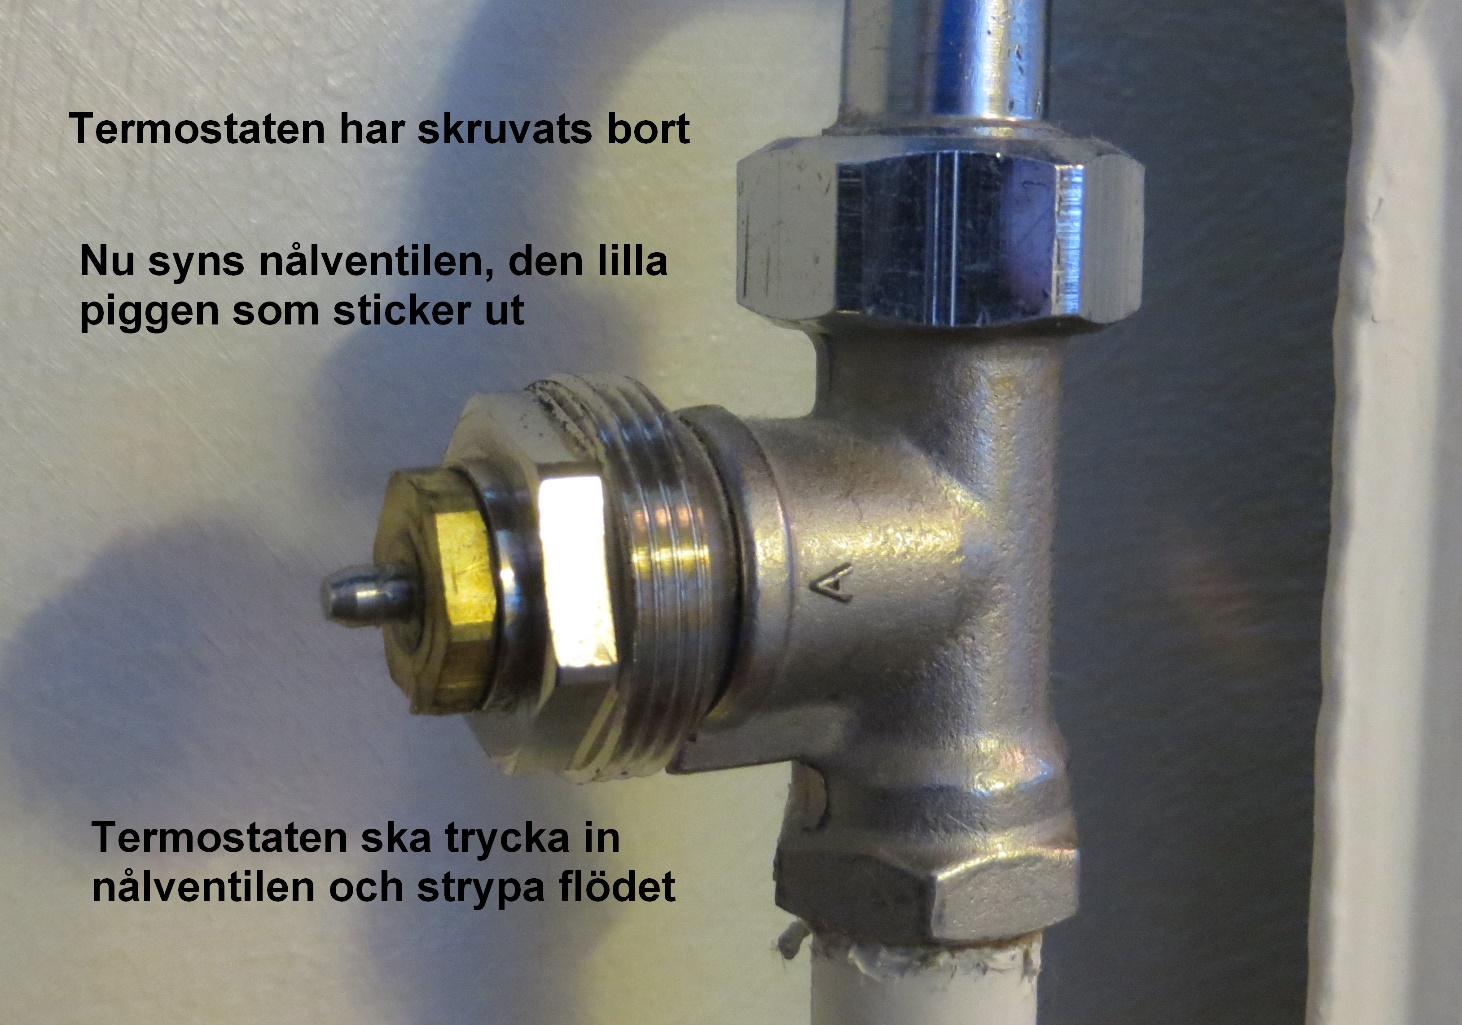 Termostaten har skruvats bort
Nu syns nålventilen, den lilla
piggen som sticker ut
A
Termostaten ska trycka in
nålventilen och strypa flödet